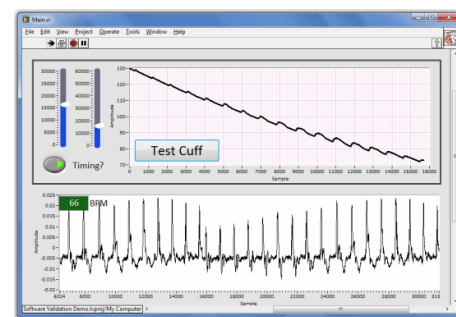 Main.vi
File Edit View Project Operate Tools Window Help
30000 60000 130
25000 50000 120
20000 40000 110
15000 30000 100
10000 20000 90
5000 10000 80
0 0 70
Amplitude
0 1000 2000 3000 4000 5000 6000 7000 8000 9000 10000 11000 12000 13000 14000 15000 16000
Sample
Test Cuff
Timing?
66 BPM
0.025
0.02
0.015
0.01
0.005
0
-0.005
-0.01
-0.015
-0.02
Amplitude
6324 8000 10000 12000 14000 16000 18000 20000 22000 24000 26000 28000 30000
Sample
Software Validation Demo.lvproj/My Computer